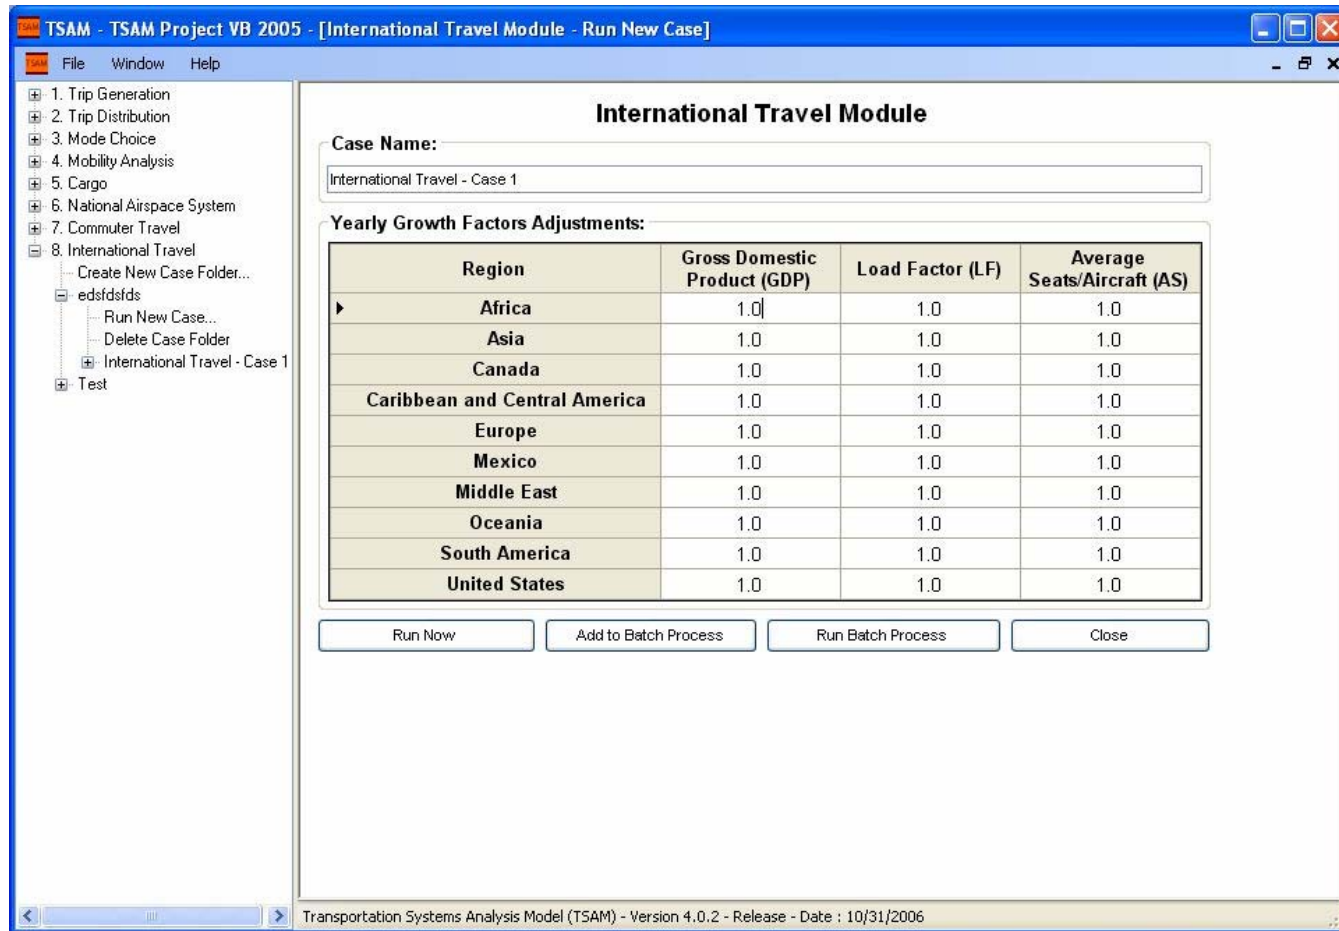 TSAM - TSAM Project VB 2005 - [International Travel Module - Run New Case]
TSAM File Window Help
1. Trip Generation
2. Trip Distribution
3. Mode Choice
4. Mobility Analysis
5. Cargo
6. National Airspace System
7. Commuter Travel
8. International Travel
Create New Case Folder...
edsfdsfds
Run New Case...
Delete Case Folder
International Travel - Case 1
Test
International Travel Module
Case Name:
International Travel - Case 1
Yearly Growth Factors Adjustments:
Region Gross Domestic Product (GDP) Load Factor (LF) Average Seats/Aircraft (AS)
Africa 1.0 1.0 1.0
Asia 1.0 1.0 1.0
Canada 1.0 1.0 1.0
Caribbean and Central America 1.0 1.0 1.0
Europe 1.0 1.0 1.0
Mexico 1.0 1.0 1.0
Middle East 1.0 1.0 1.0
Oceania 1.0 1.0 1.0
South America 1.0 1.0 1.0
United States 1.0 1.0 1.0
Run Now Add to Batch Process Run Batch Process Close
Transportation Systems Analysis Model (TSAM) - Version 4.0.2 - Release - Date : 10/31/2006